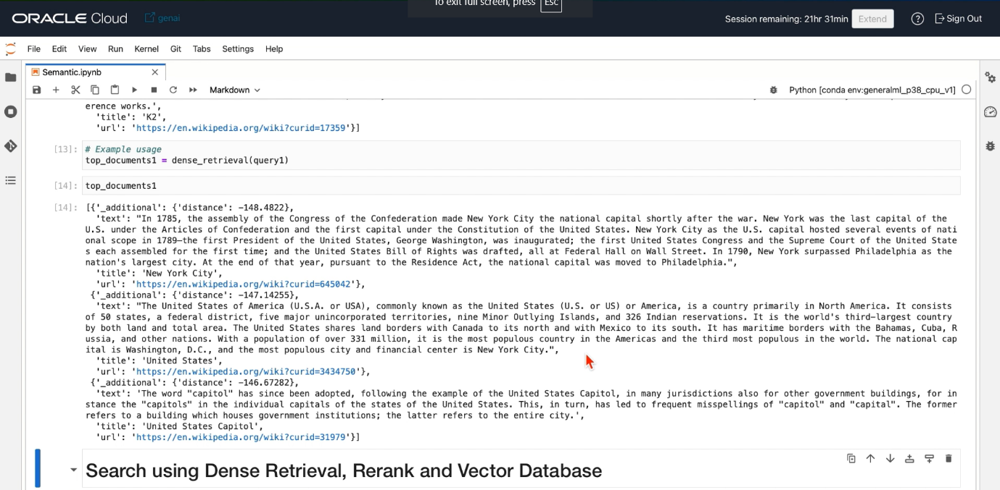 To exit full screen, press Esc
ORACLE Cloud genai Session remaining: 21hr 31min Extend ? Sign Out
File Edit View Run Kernel Git Tabs Settings Help
Semantic.ipynb
Markdown Python [conda env:generalml_p38_cpu_v1]
erence works.',
'title': 'K2',
'url': 'https://en.wikipedia.org/wiki?curid=17359'}]
[13]: # Example usage
top_documents1 = dense_retrieval(query1)
[14]: top_documents1
[14]: [{'_additional': {'distance': -148.4822},
'text': "In 1785, the assembly of the Congress of the Confederation made New York City the national capital shortly after the war. New York was the last capital of the
U.S. under the Articles of Confederation and the first capital under the Constitution of the United States. New York City as the U.S. capital hosted several events of nati
onal scope in 1789—the first President of the United States, George Washington, was inaugurated; the first United States Congress and the Supreme Court of the United State
s each assembled for the first time; and the United States Bill of Rights was drafted, all at Federal Hall on Wall Street. In 1790, New York surpassed Philadelphia as the
nation's largest city. At the end of that year, pursuant to the Residence Act, the national capital was moved to Philadelphia.",
'title': 'New York City',
'url': 'https://en.wikipedia.org/wiki?curid=645042'},
{'_additional': {'distance': -147.14255},
'text': "The United States of America (U.S.A. or USA), commonly known as the United States (U.S. or US) or America, is a country primarily in North America. It consists
of 50 states, a federal district, five major unincorporated territories, nine Minor Outlying Islands, and 326 Indian reservations. It is the world's third-largest country
by both land and total area. The United States shares land borders with Canada to its north and with Mexico to its south. It has maritime borders with the Bahamas, Cuba, R
ussia, and other nations. With a population of over 331 million, it is the most populous country in the Americas and the third most populous in the world. The national cap
ital is Washington, D.C., and the most populous city and financial center is New York City.",
'title': 'United States',
'url': 'https://en.wikipedia.org/wiki?curid=3434750'},
{'_additional': {'distance': -146.67282},
'text': 'The word "capitol" has since been adopted, following the example of the United States Capitol, in many jurisdictions also for other government buildings, for in
stance the "capitols" in the individual capitals of the states of the United States. This, in turn, has led to frequent misspellings of "capitol" and "capital". The former
refers to a building which houses government institutions; the latter refers to the entire city.',
'title': 'United States Capitol',
'url': 'https://en.wikipedia.org/wiki?curid=31979'}]
Search using Dense Retrieval, Rerank and Vector Database